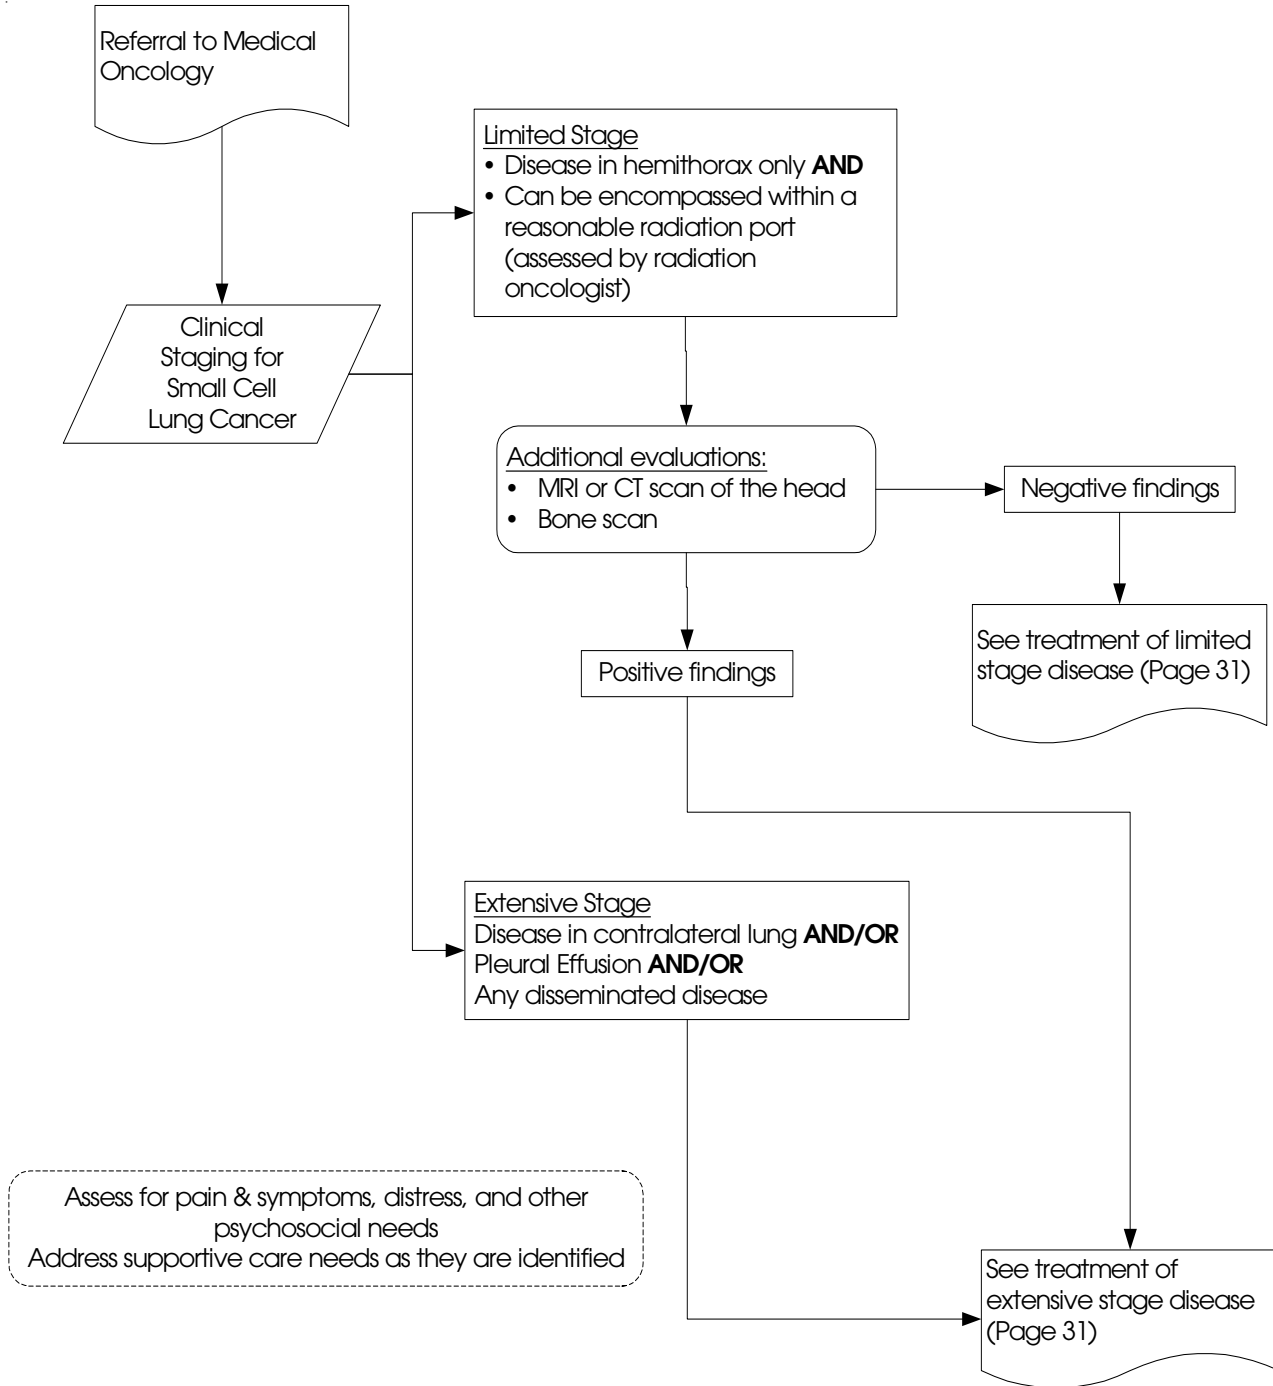 Referral to Medical
Oncology
Limited Stage
• Disease in hemithorax only AND
• Can be encompassed within a
reasonable radiation port
(assessed by radiation
oncologist)
Clinical
Staging for
Small Cell
Lung Cancer
Additional evaluations:
• MRI or CT scan of the head
• Bone scan
Negative findings
See treatment of limited
stage disease (Page 31)
Positive findings
Extensive Stage
Disease in contralateral lung AND/OR
Pleural Effusion AND/OR
Any disseminated disease
Assess for pain & symptoms, distress, and other
psychosocial needs
Address supportive care needs as they are identified
See treatment of
extensive stage disease
(Page 31)